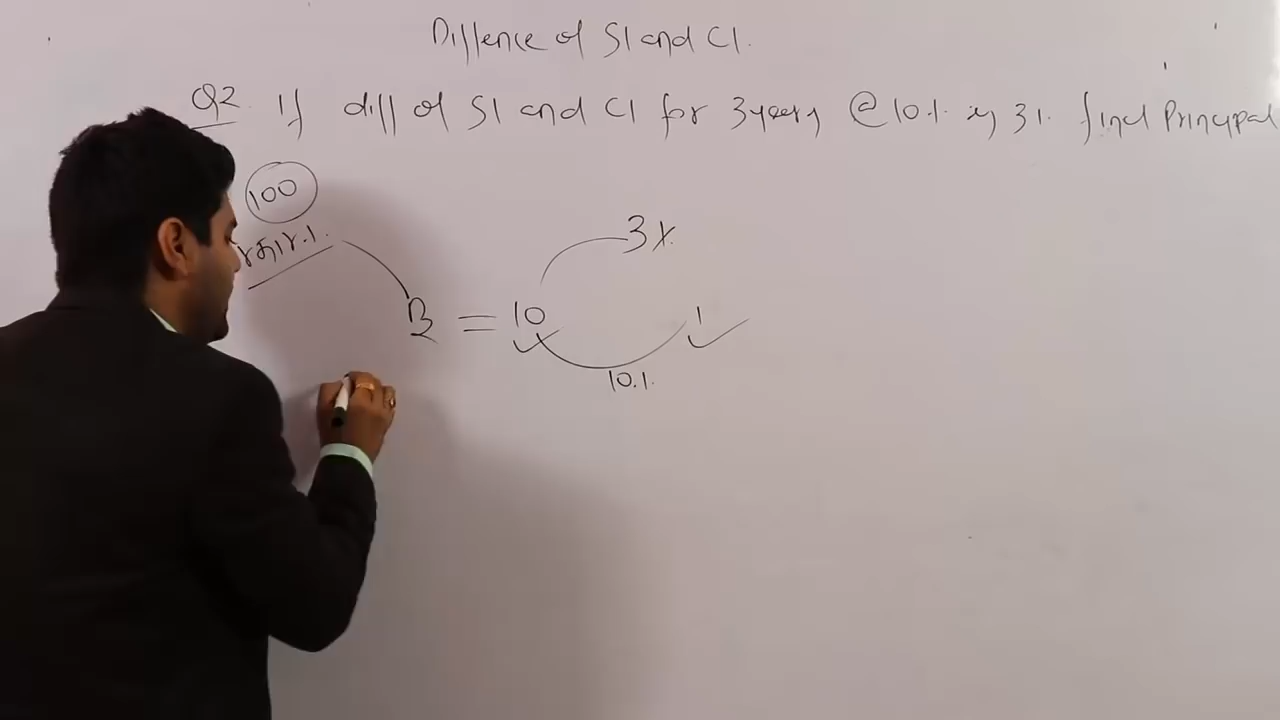 Diffence of SI and CI.
Q2. If diff of SI and CI for 3 years @ 10%. is 31. find Principal
100
3x
B = 10 1
10%.